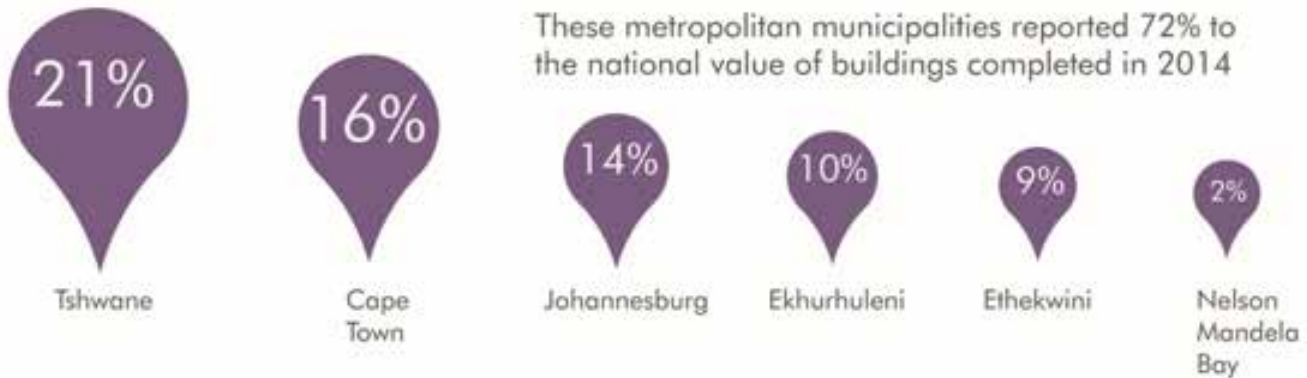 These metropolitan municipalities reported 72% to
the national value of buildings completed in 2014
21%
16%
14%
10%
9%
2%
Tshwane
Cape
Town
Johannesburg
Ekhurhuleni
Ethekwini
Nelson
Mandela
Bay